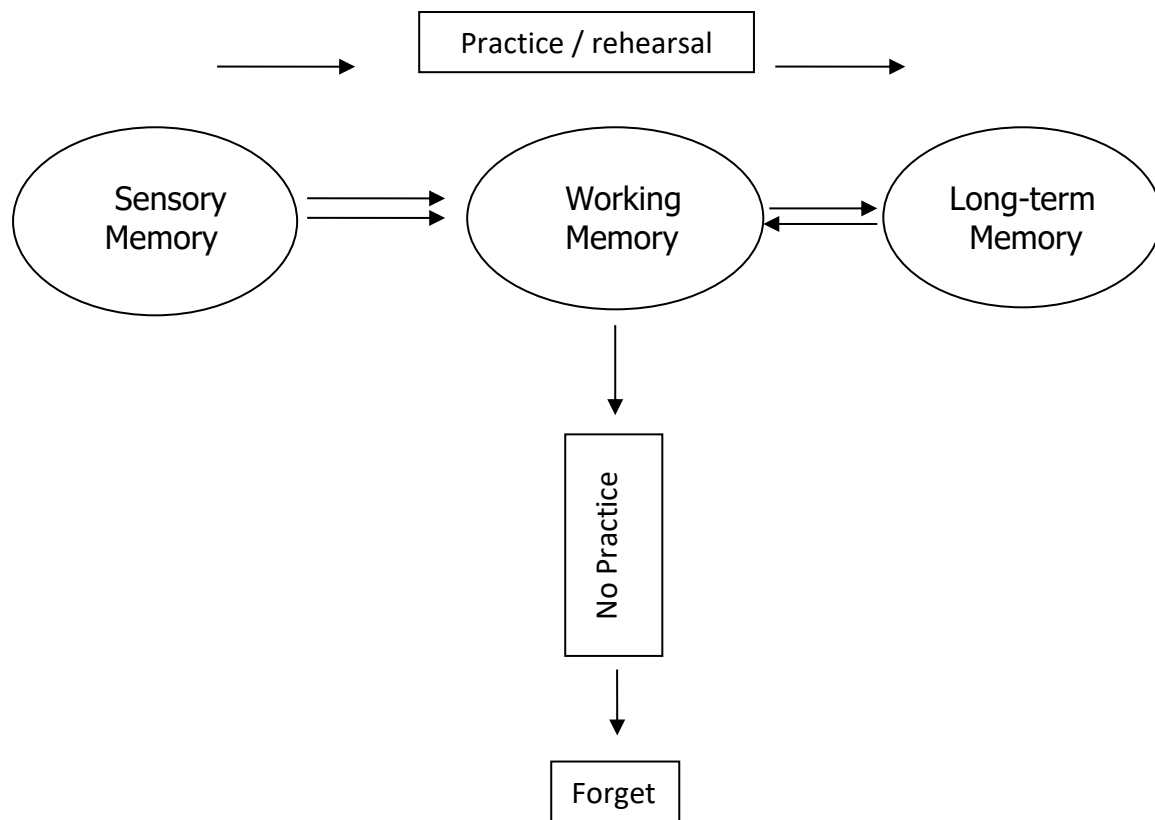 Practice / rehearsal
Sensory
Memory
Working
Memory
Long-term
Memory
No Practice
Forget